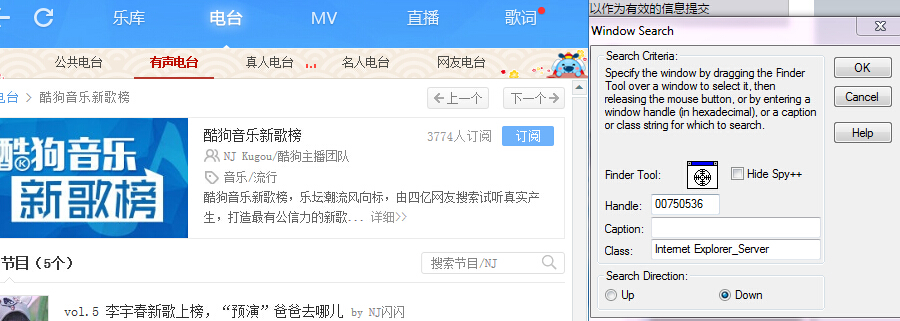 乐库 电台 MV 直播 歌词
公共电台 有声电台 真人电台 名人电台 网友电台
电台 > 酷狗音乐新歌榜 上一个 下一个
酷狗音乐
新歌榜
酷狗音乐新歌榜 3774人订阅 订阅
NJ Kugou/酷狗主播团队
音乐/流行
酷狗音乐新歌榜，乐坛潮流风向标，由四亿网友搜索试听真实产
生，打造最有公信力的新歌... 详细>>
节目（5个） 搜索节目/NJ
vol.5 李宇春新歌上榜，“预演”爸爸去哪儿 by NJ闪闪
以作为有效的信息提交
Window Search
Search Criteria:
Specify the window by dragging the Finder
Tool over a window to select it, then
releasing the mouse button, or by entering a
window handle (in hexadecimal), or a caption
or class string for which to search.
OK
Cancel
Help
Finder Tool: Hide Spy++
Handle: 00750536
Caption:
Class: Internet Explorer_Server
Search Direction:
Up Down